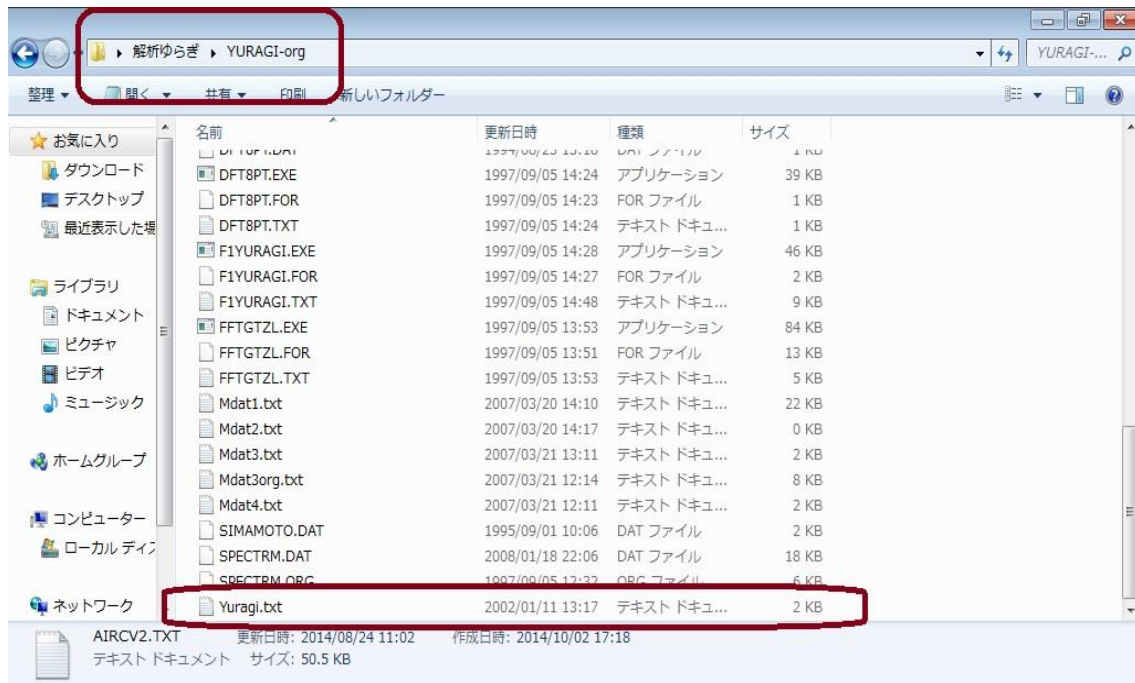 解析ゆらぎ YURAGI-org
YURAGI-...
整理 開く 共有 印刷 新しいフォルダー
お気に入り
ダウンロード
デスクトップ
最近表示した場
ライブラリ
ドキュメント
ピクチャ
ビデオ
ミュージック
ホームグループ
コンピューター
ローカル ディス
ネットワーク
名前 更新日時 種類 サイズ
DFT8PT.EXE 1997/09/05 14:24 アプリケーション 39 KB
DFT8PT.FOR 1997/09/05 14:23 FOR ファイル 1 KB
DFT8PT.TXT 1997/09/05 14:24 テキスト ドキュ... 1 KB
F1YURAGI.EXE 1997/09/05 14:28 アプリケーション 46 KB
F1YURAGI.FOR 1997/09/05 14:27 FOR ファイル 2 KB
F1YURAGI.TXT 1997/09/05 14:48 テキスト ドキュ... 9 KB
FFTGTZL.EXE 1997/09/05 13:53 アプリケーション 84 KB
FFTGTZL.FOR 1997/09/05 13:51 FOR ファイル 13 KB
FFTGTZL.TXT 1997/09/05 13:53 テキスト ドキュ... 5 KB
Mdat1.txt 2007/03/20 14:10 テキスト ドキュ... 22 KB
Mdat2.txt 2007/03/20 14:17 テキスト ドキュ... 0 KB
Mdat3.txt 2007/03/21 13:11 テキスト ドキュ... 2 KB
Mdat3org.txt 2007/03/21 12:14 テキスト ドキュ... 8 KB
Mdat4.txt 2007/03/21 12:11 テキスト ドキュ... 2 KB
SIMAMOTO.DAT 1995/09/01 10:06 DAT ファイル 2 KB
SPECTRM.DAT 2008/01/18 22:06 DAT ファイル 18 KB
SPECTRM.ORG 1997/09/05 12:32 ORG ファイル 6 KB
Yuragi.txt 2002/01/11 13:17 テキスト ドキュ... 2 KB
AIRCV2.TXT 更新日時: 2014/08/24 11:02 作成日時: 2014/10/02 17:18
テキスト ドキュメント サイズ: 50.5 KB